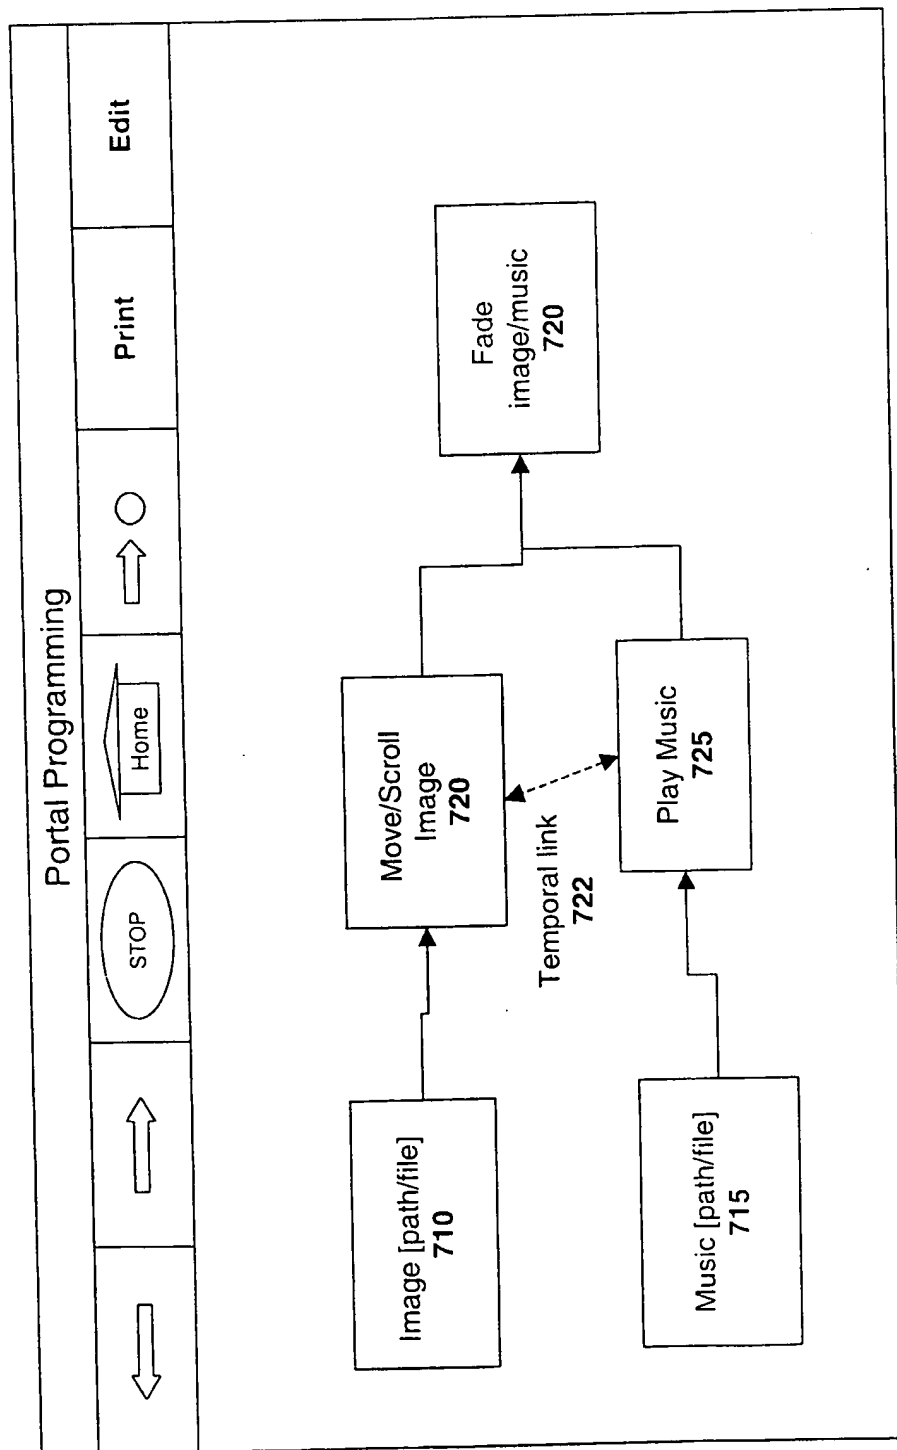 Portal Programming
STOP
Home
Print
Edit
Image [path/file]
710
Move/Scroll
Image
720
Temporal link
722
Music [path/file]
715
Play Music
725
Fade
image/music
720